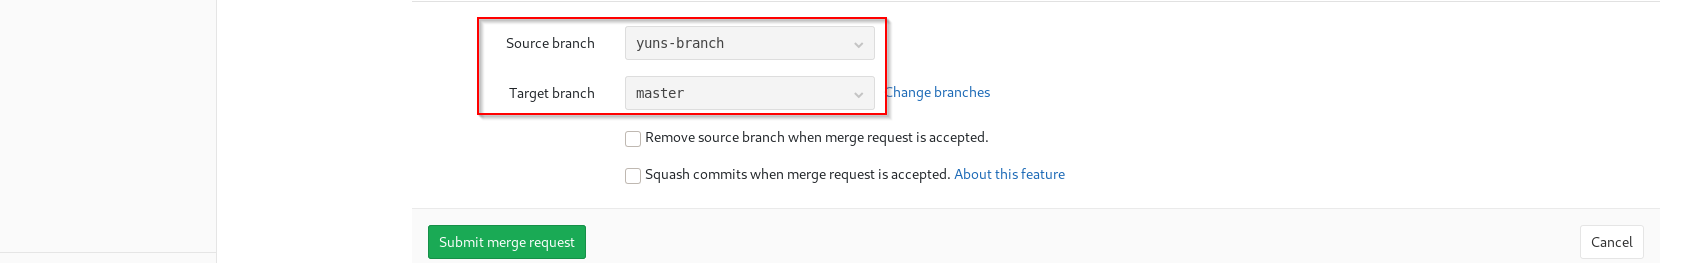 Source branch yuns-branch
Target branch master Change branches
Remove source branch when merge request is accepted.
Squash commits when merge request is accepted. About this feature
Submit merge request Cancel